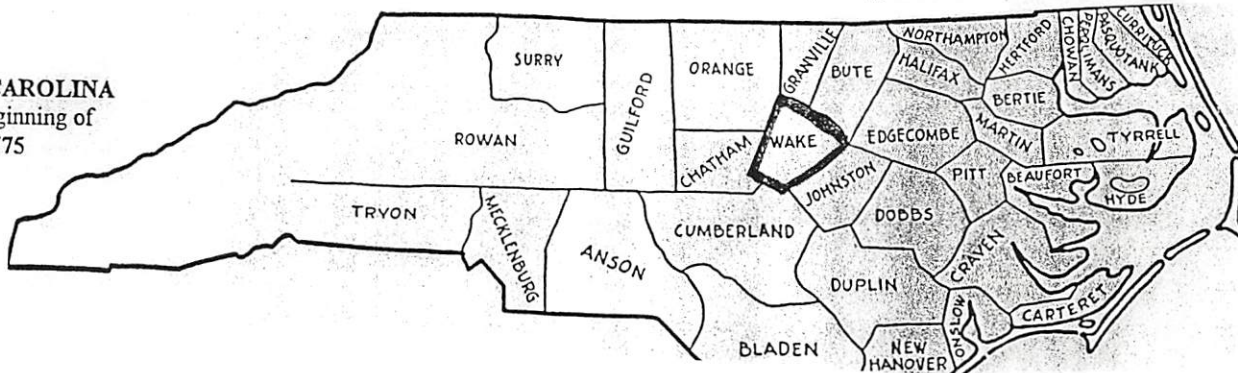 CAROLINA
ginning of
75
SURRY
ROWAN
GUILFORD
ORANGE
CHATHAM
GRANVILLE
WAKE
BUTE
NORTHAMPTON
HALIFAX
HERTFORD
BERTIE
CHOWAN
PERQUIMANS
PASQUOTANK
CURRITUCK
EDGECOMBE
MARTIN
TYRRELL
JOHNSTON
PITT
BEAUFORT
HYDE
TRYON
MECKLENBURG
ANSON
CUMBERLAND
DOBBS
CRAVEN
DUPLIN
ONSLOW
CARTERET
BLADEN
NEW
HANOVER